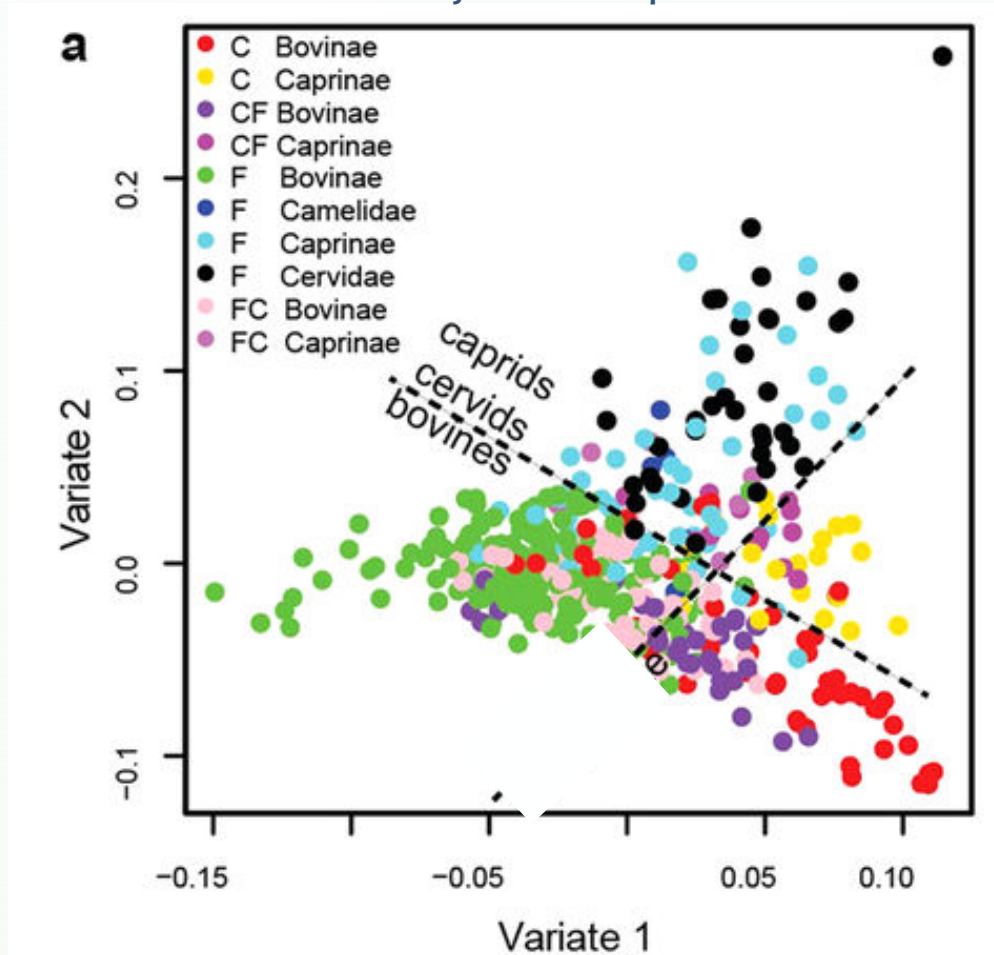 a
C Bovinae
C Caprinae
CF Bovinae
CF Caprinae
F Bovinae
F Camelidae
F Caprinae
F Cervidae
FC Bovinae
FC Caprinae
caprids
cervids
bovines
Variate 2
0.2
0.1
0.0
−0.1
−0.15
−0.05
0.05
0.10
Variate 1